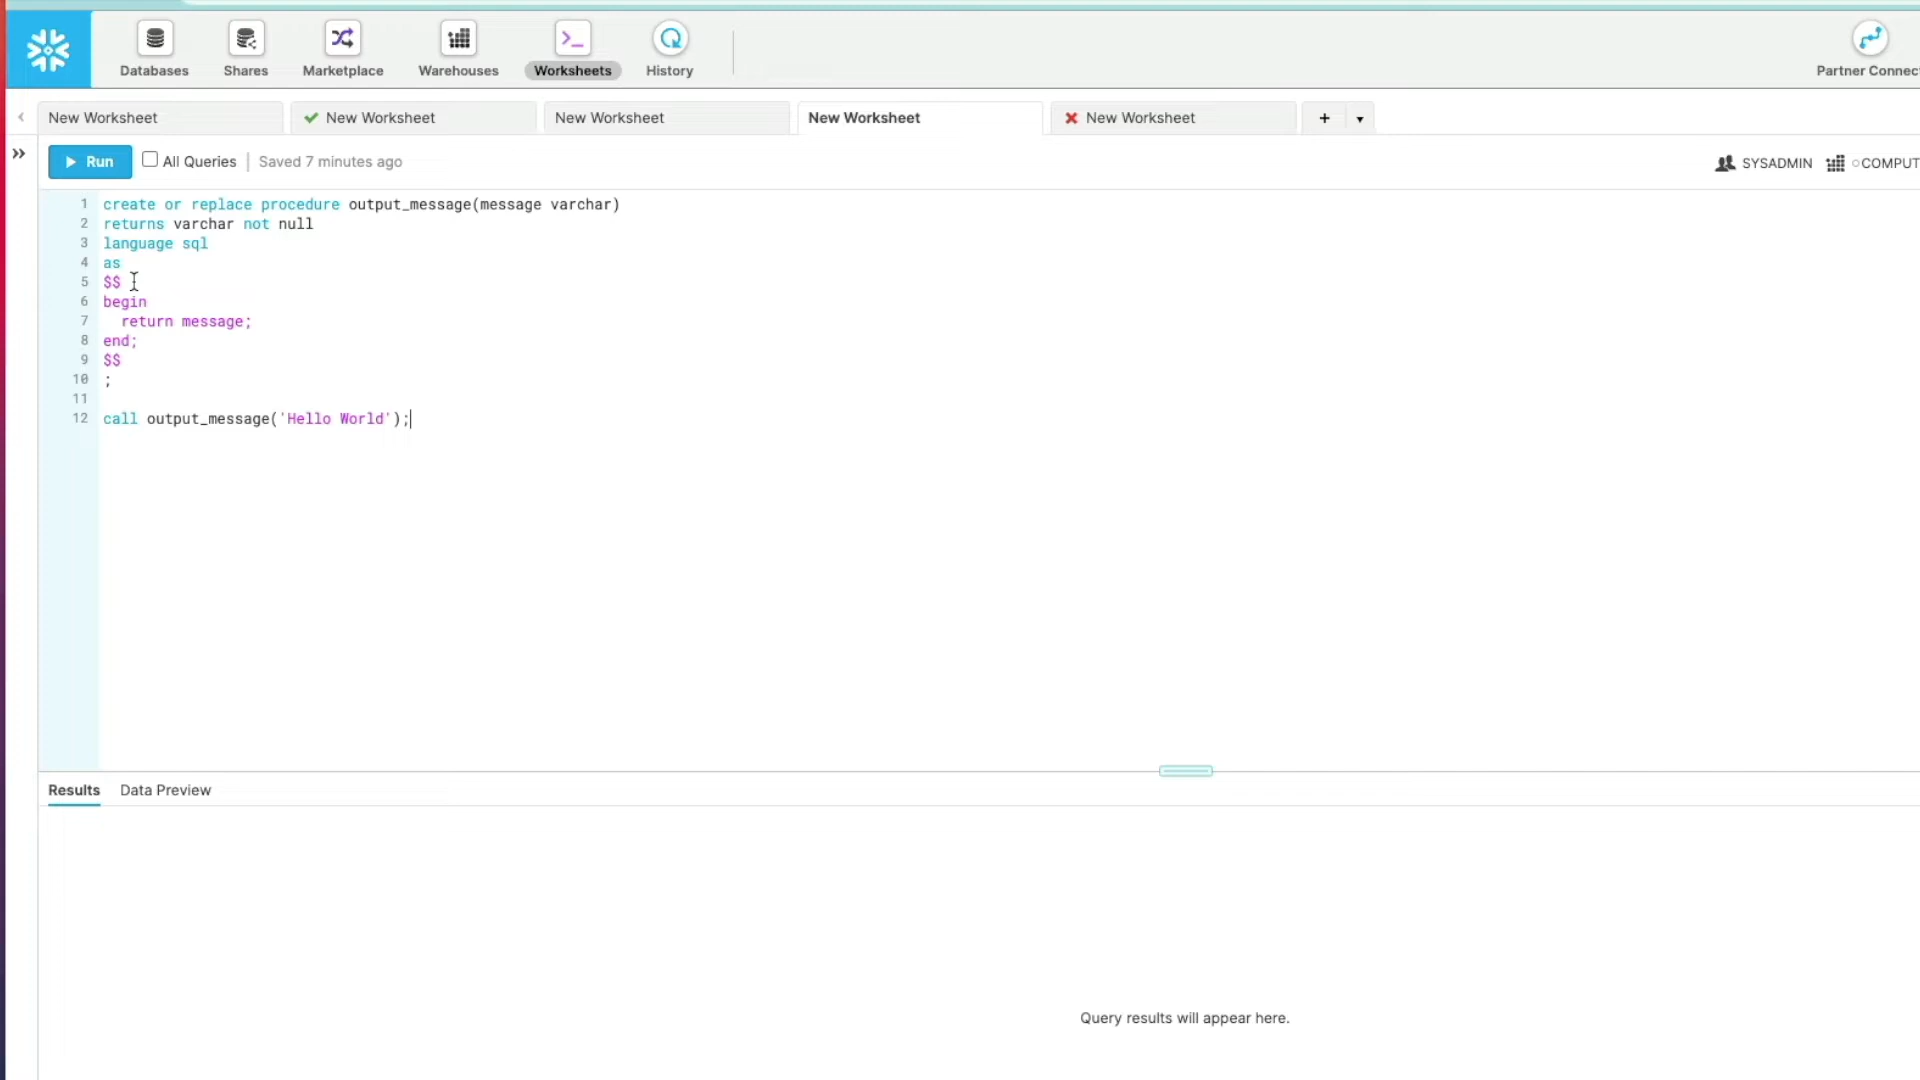 Databases
Shares
Marketplace
Warehouses
Worksheets
History
Partner Connec
New Worksheet
New Worksheet
New Worksheet
New Worksheet
New Worksheet
Run
All Queries
Saved 7 minutes ago
SYSADMIN
COMPUT
1 create or replace procedure output_message(message varchar)
2 returns varchar not null
3 language sql
4 as
5 $$
6 begin
7 return message;
8 end;
9 $$
10 ;
11
12 call output_message('Hello World');
Results
Data Preview
Query results will appear here.